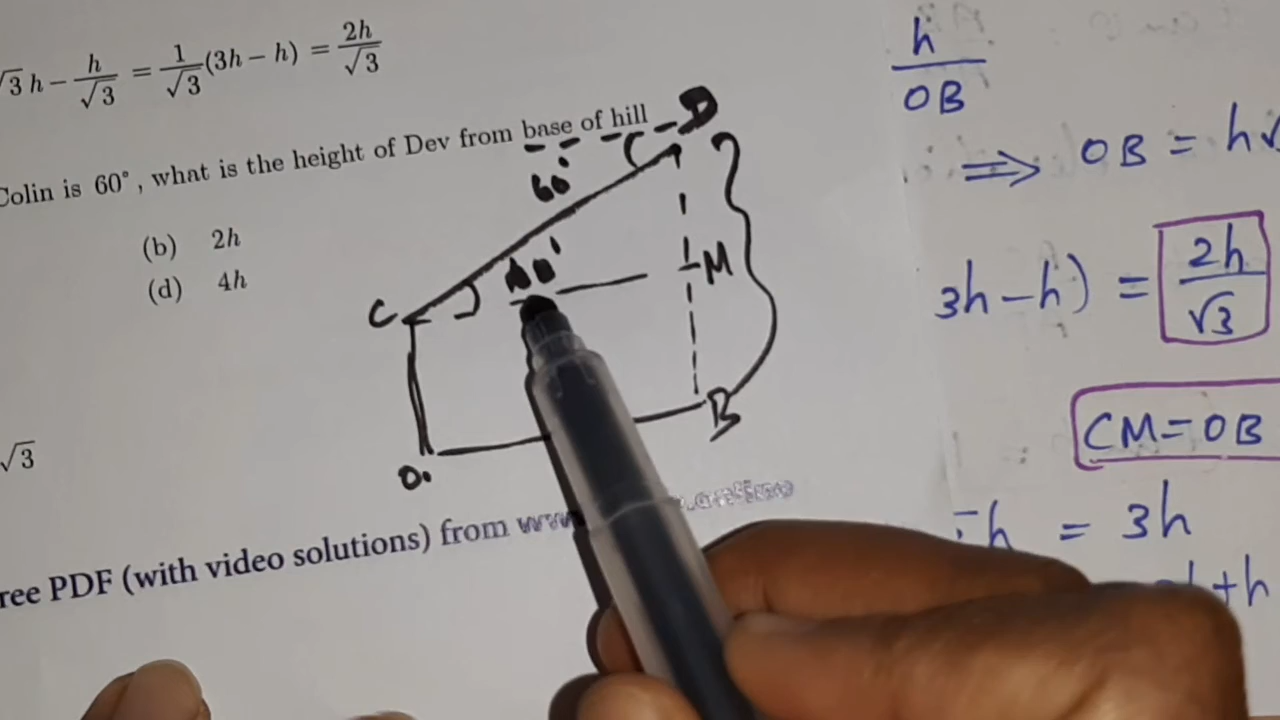 √3 h − h/√3 = 1/√3 (3h − h) = 2h/√3
Colin is 60°, what is the height of Dev from base of hill
(b) 2h
(d) 4h
√3
ree PDF (with video solutions) from
D
60°
M
C
B
O
h/OB
⟹ OB = h
3h − h) = 2h/√3
CM = OB
h = 3h
+h